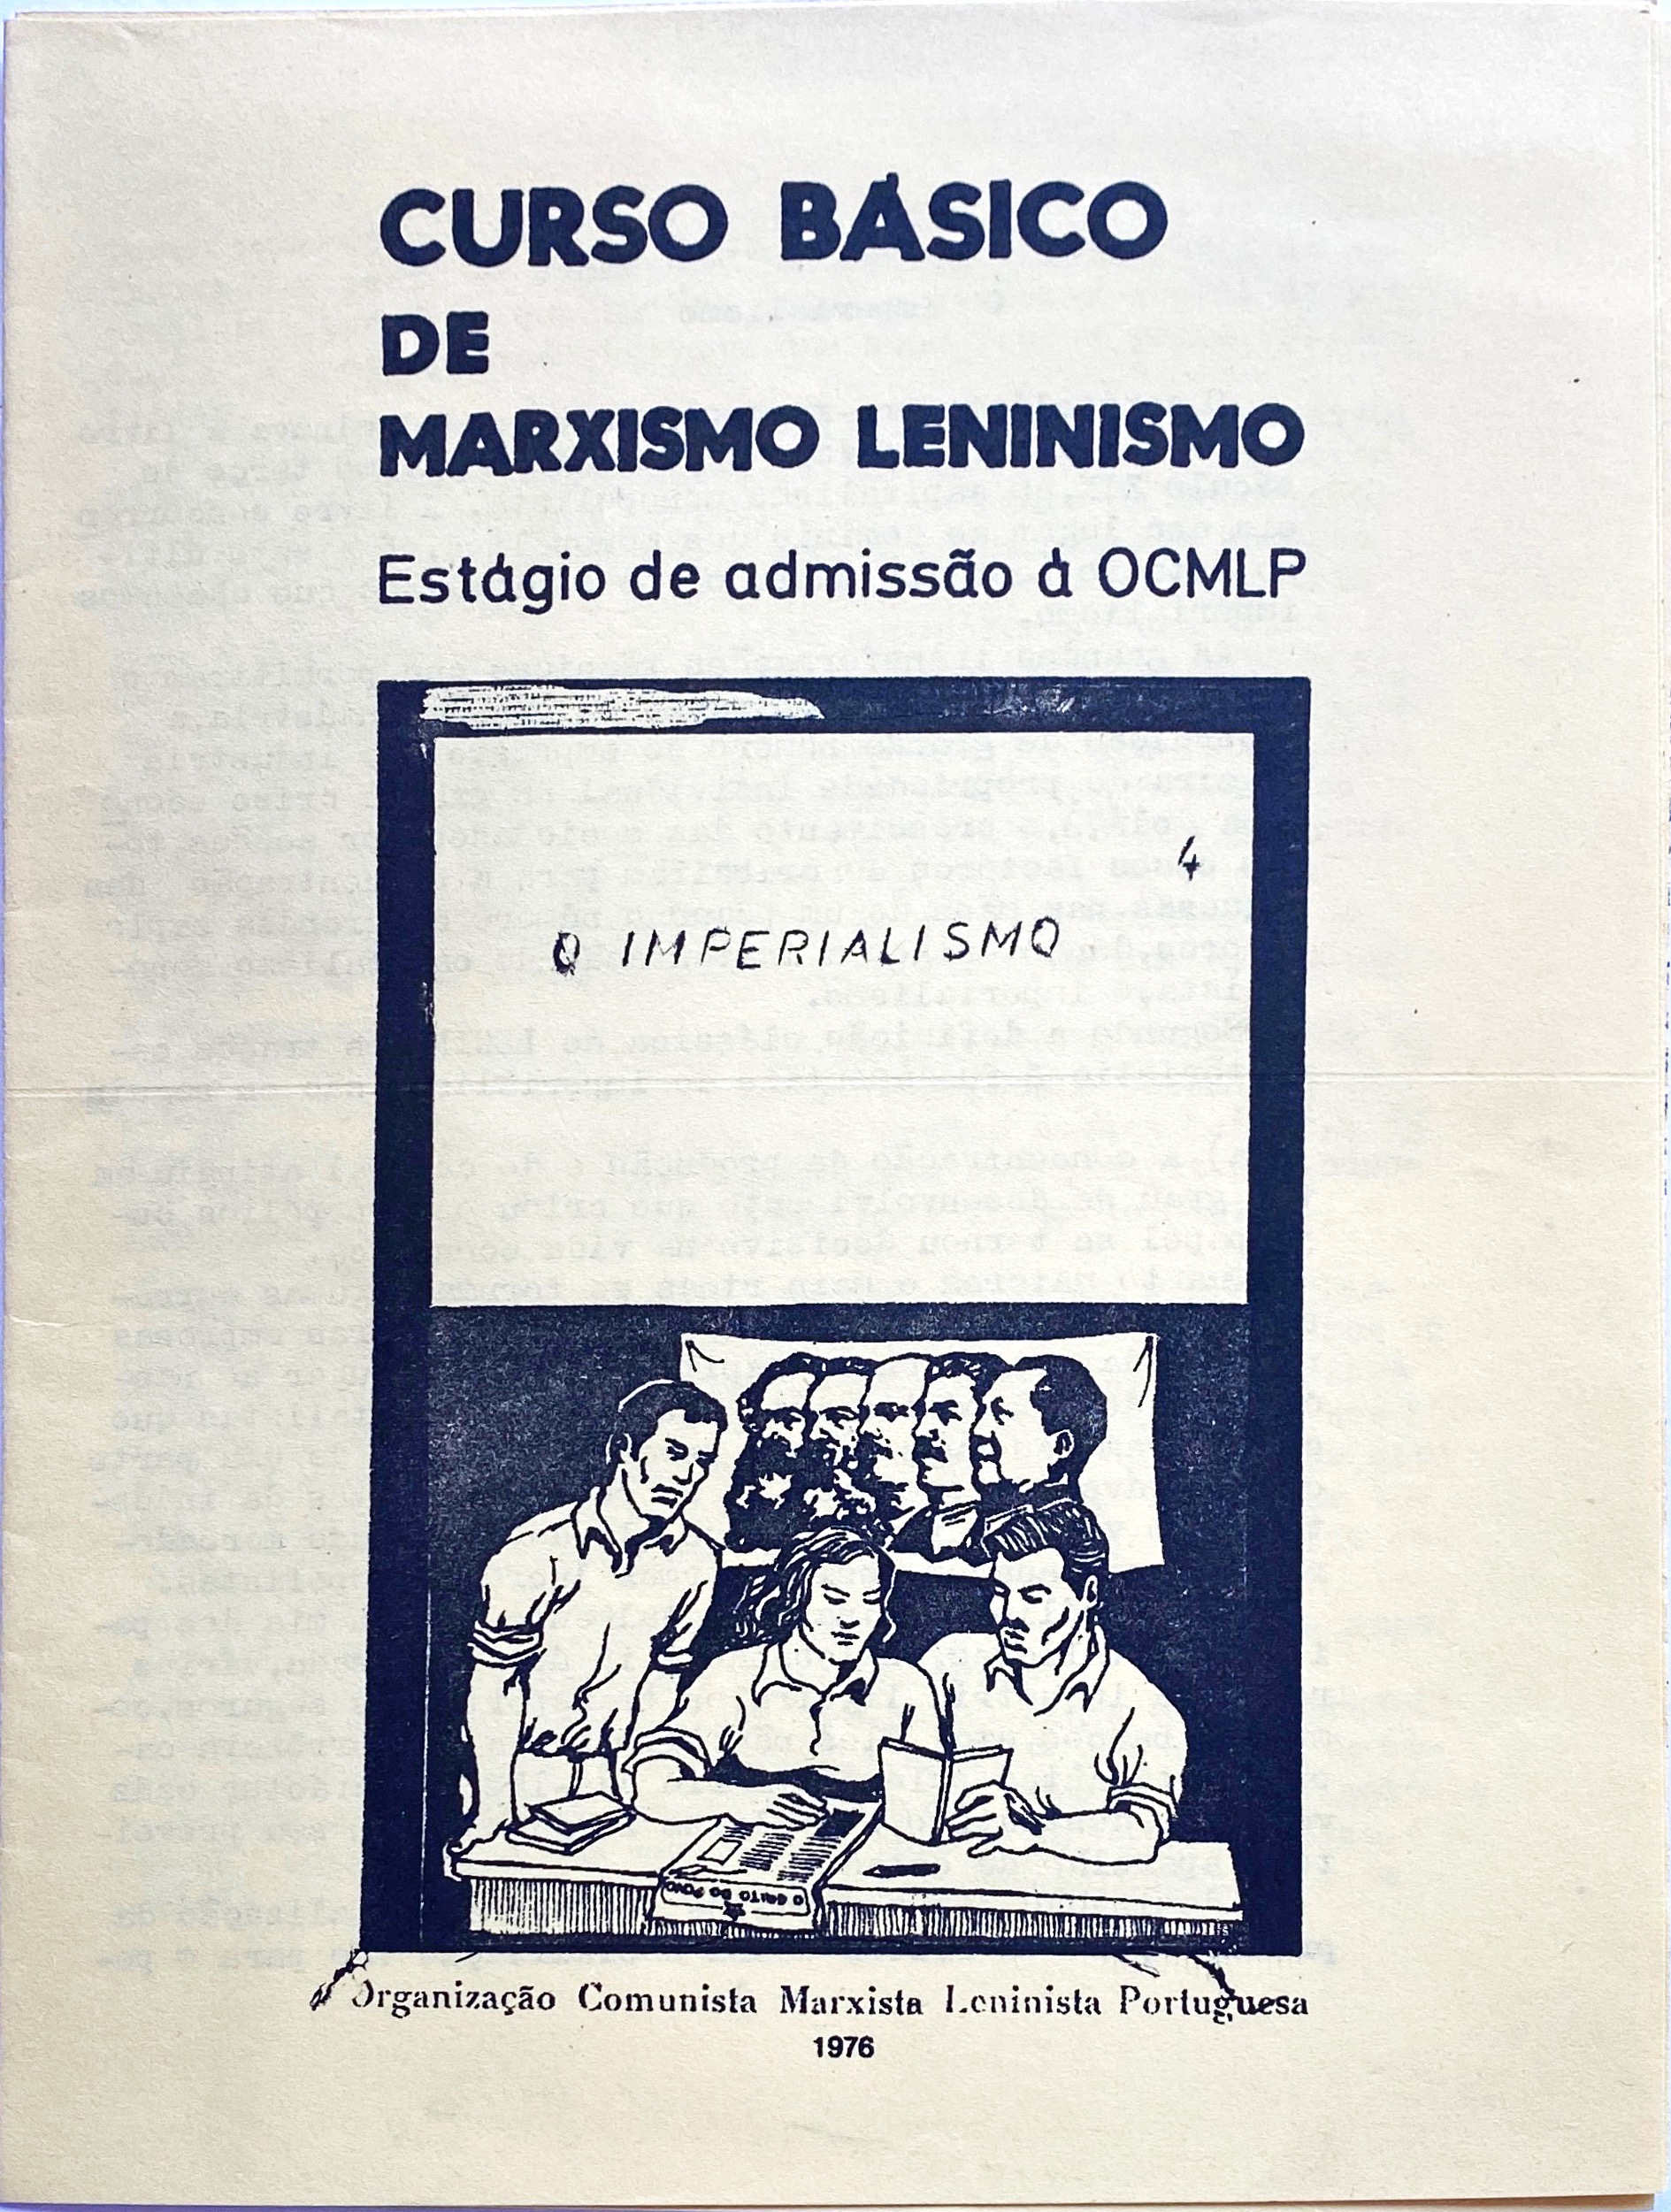 CURSO BÁSICO
DE
MARXISMO LENINISMO
Estágio de admissão à OCMLP
4
O IMPERIALISMO
O GRITO DO POVO
Organização Comunista Marxista Leninista Portuguesa
1976